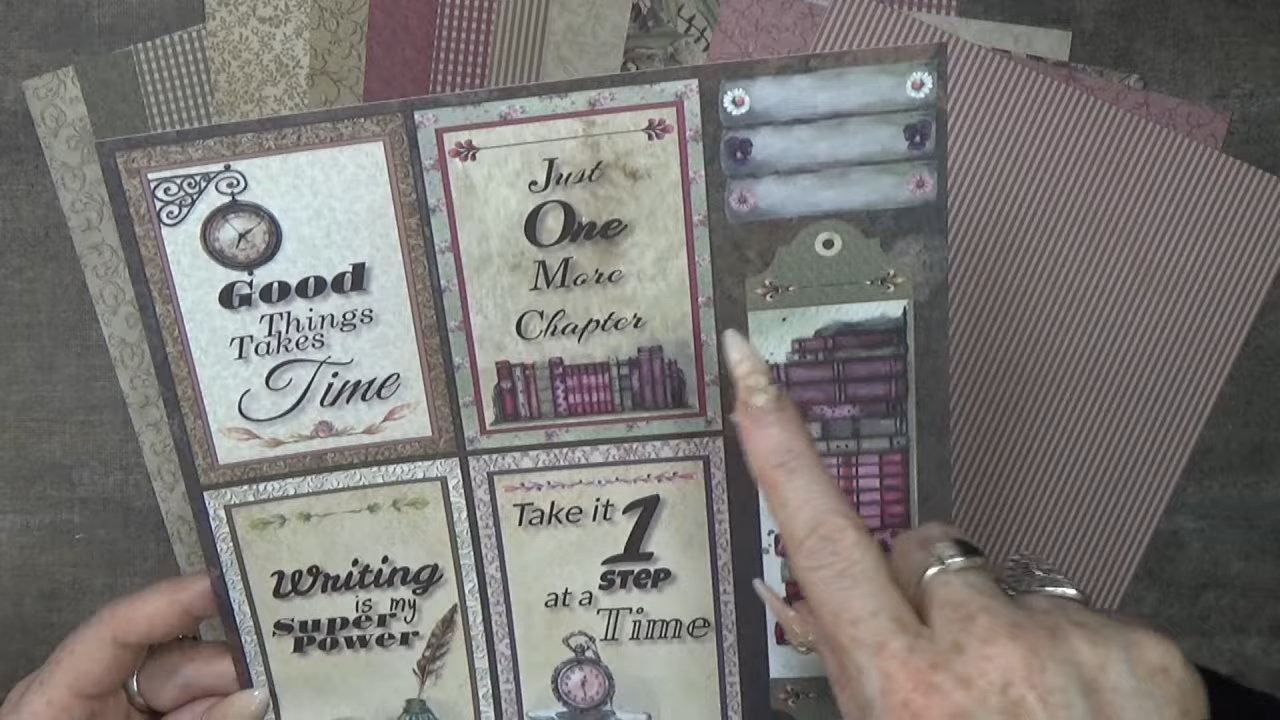 Good
Things
Takes
Time
Just
One
More
Chapter
Writing
is my
Super
Power
Take it 1
STEP
at a
Time